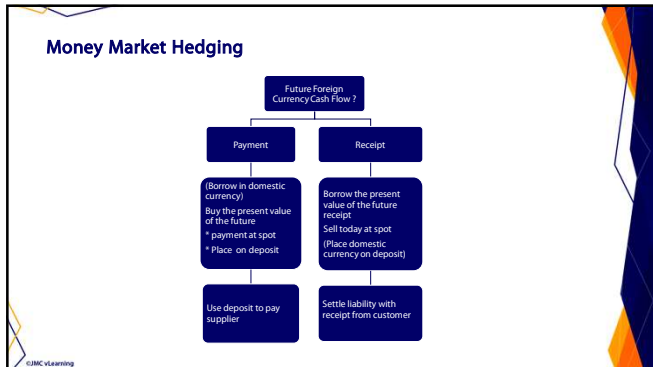 Money Market Hedging
Future Foreign
Currency Cash Flow ?
Payment
Receipt
(Borrow in domestic
currency)
Buy the present value
of the future
* payment at spot
* Place on deposit
Borrow the present
value of the future
receipt
Sell today at spot
(Place domestic
currency on deposit)
Use deposit to pay
supplier
Settle liability with
receipt from customer
©JMC vLearning